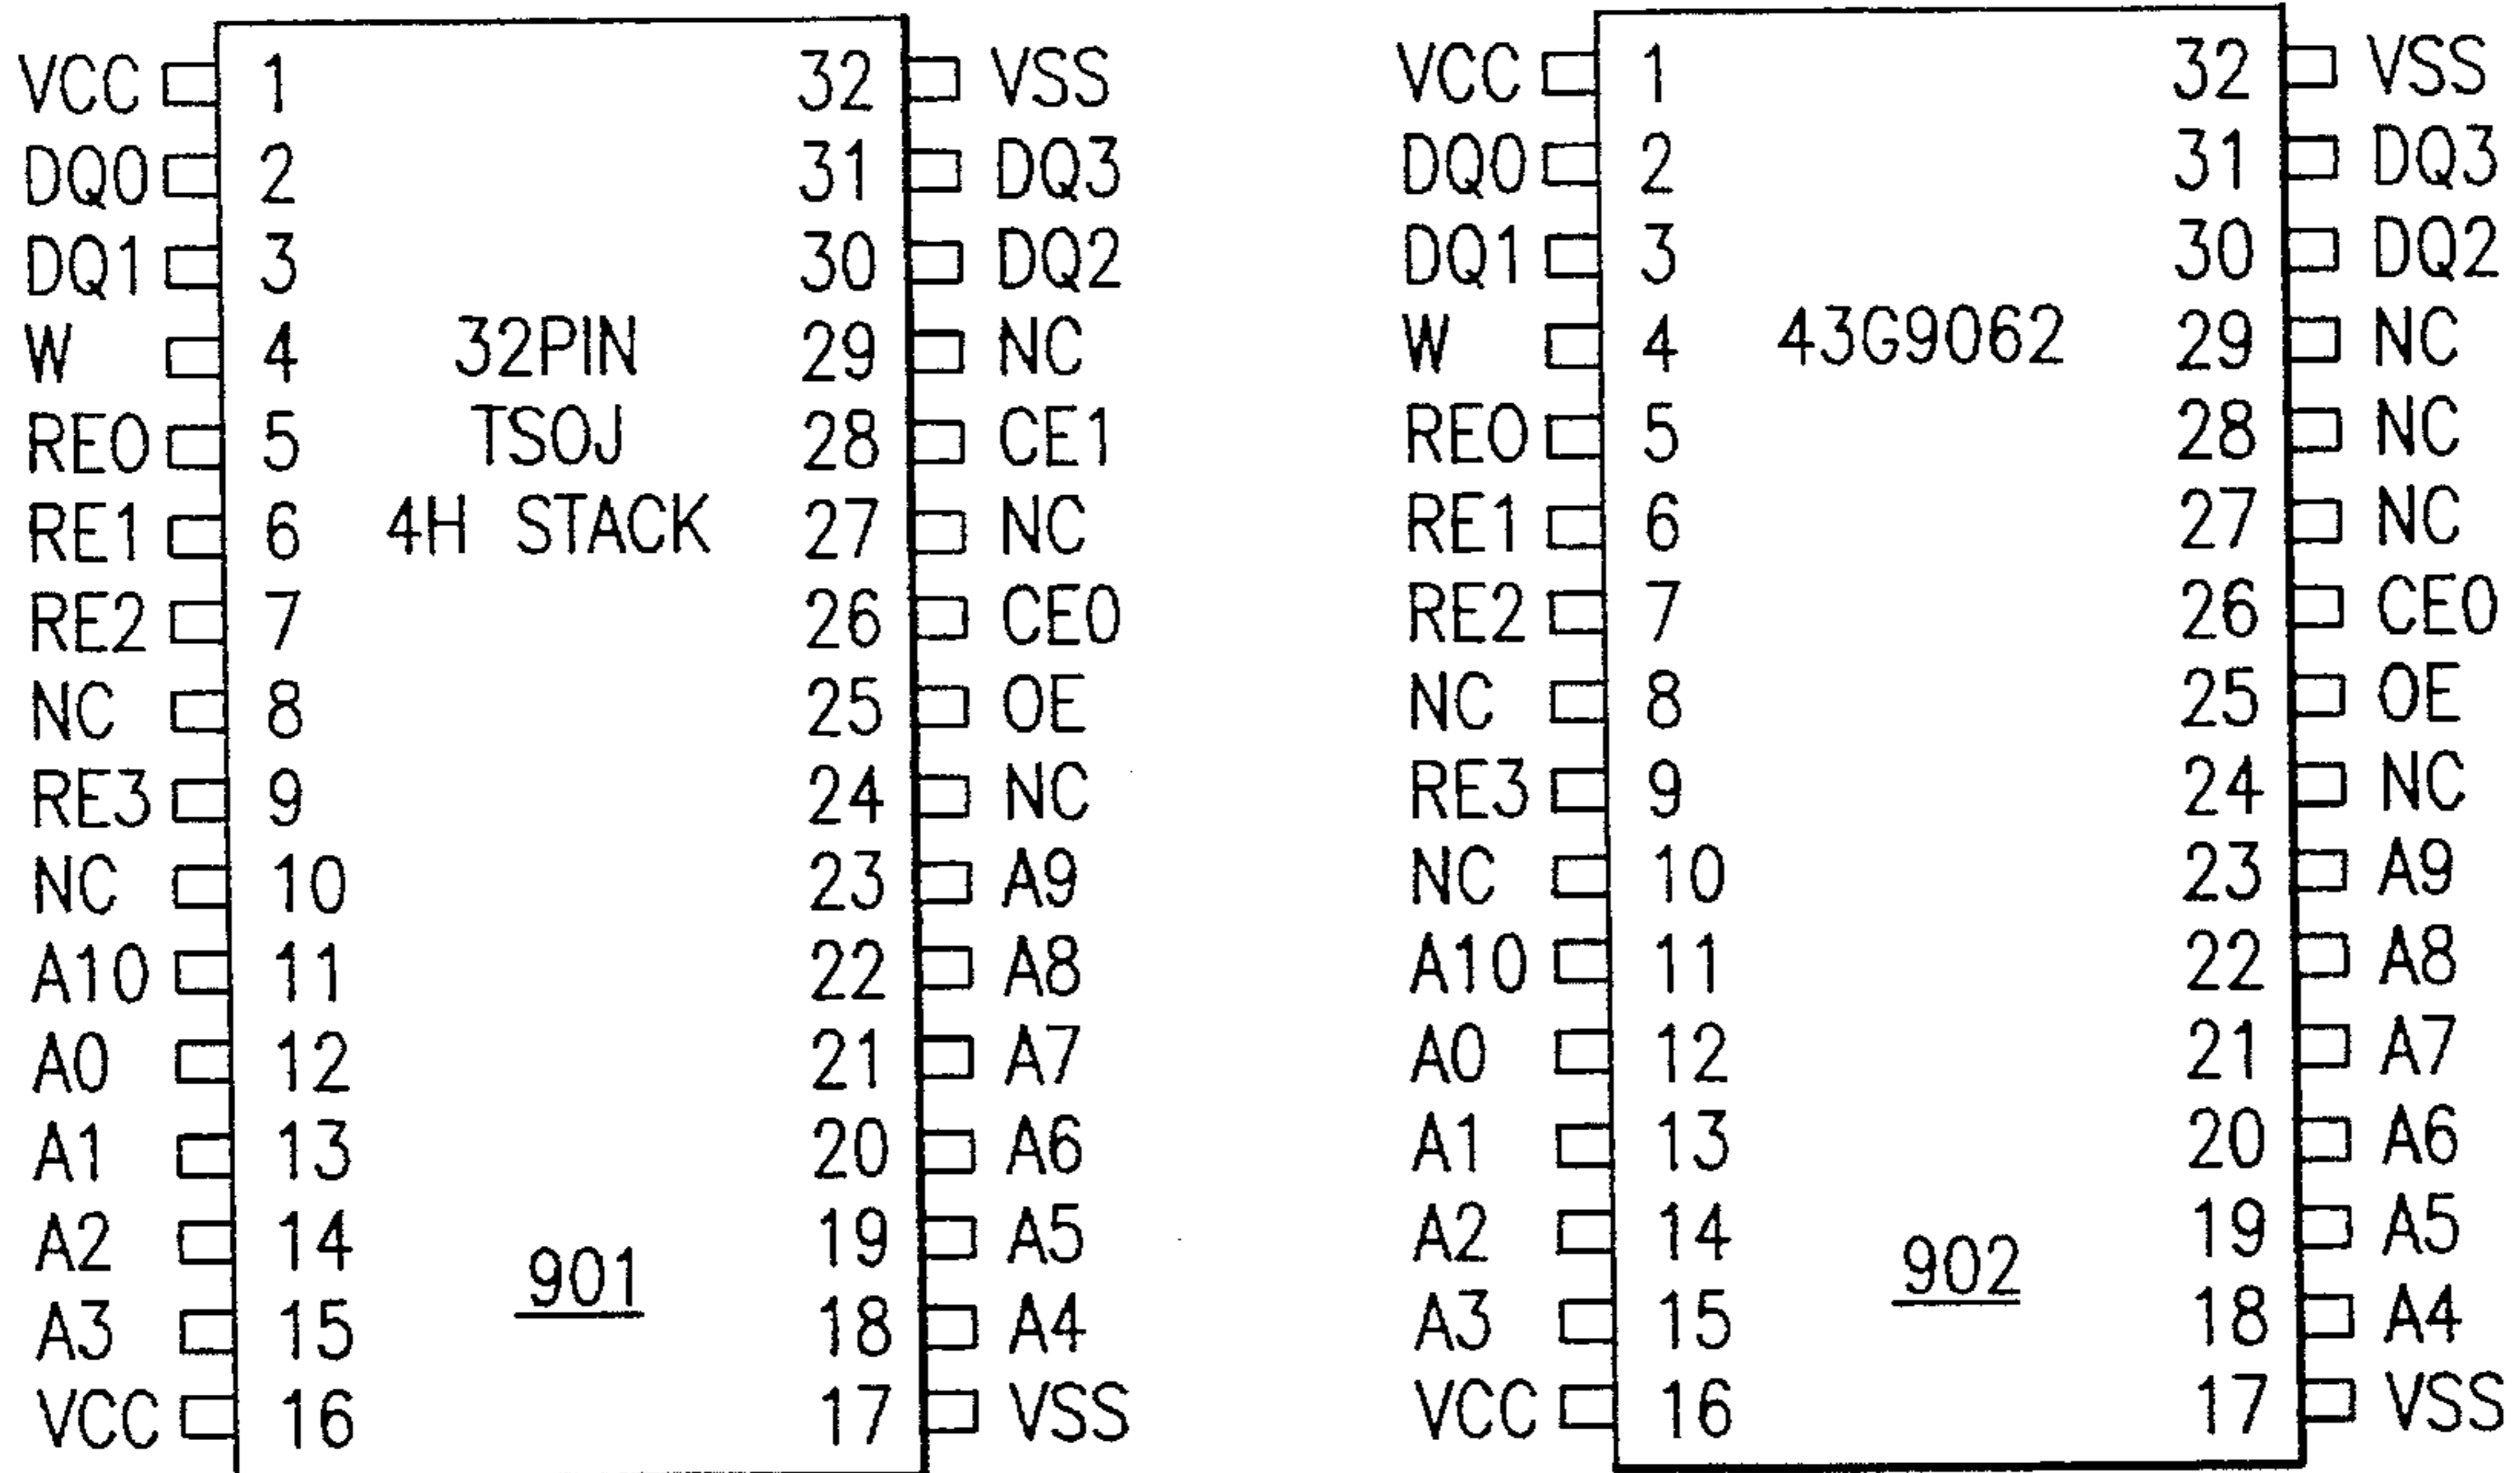 VCC 1 32 VSS
DQ0 2 31 DQ3
DQ1 3 30 DQ2
W 4 32PIN 29 NC
RE0 5 TSOJ 28 CE1
RE1 6 4H STACK 27 NC
RE2 7 26 CE0
NC 8 25 OE
RE3 9 24 NC
NC 10 23 A9
A10 11 22 A8
A0 12 21 A7
A1 13 20 A6
A2 14 19 A5
901
A3 15 18 A4
VCC 16 17 VSS
VCC 1 32 VSS
DQ0 2 31 DQ3
DQ1 3 30 DQ2
W 4 43G9062 29 NC
RE0 5 28 NC
RE1 6 27 NC
RE2 7 26 CE0
NC 8 25 OE
RE3 9 24 NC
NC 10 23 A9
A10 11 22 A8
A0 12 21 A7
A1 13 20 A6
A2 14 19 A5
902
A3 15 18 A4
VCC 16 17 VSS